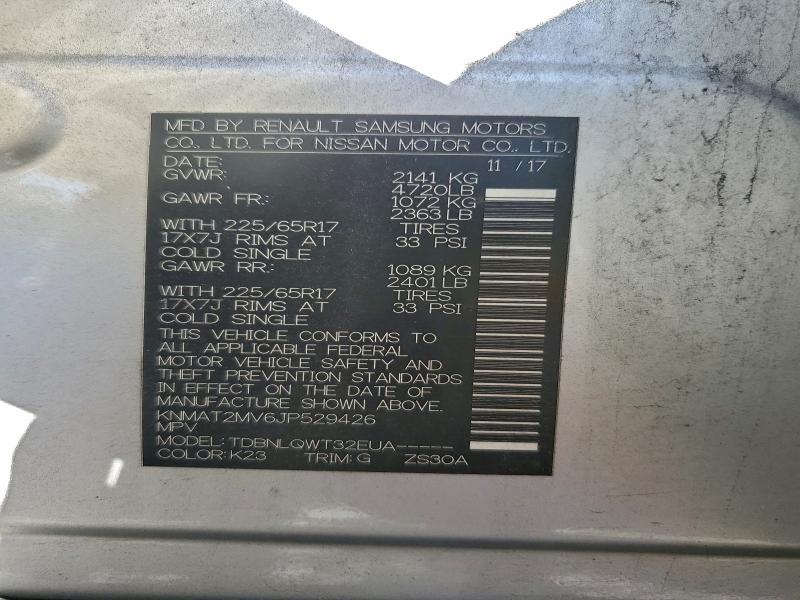 MFD BY RENAULT SAMSUNG MOTORS
CO., LTD. FOR NISSAN MOTOR CO., LTD.
DATE: 11 / 17
GVWR: 2141 KG
4720LB
GAWR FR.: 1072 KG
2363 LB
WITH 225/65R17 TIRES
17X7J RIMS AT 33 PSI
COLD SINGLE
GAWR RR.: 1089 KG
2401 LB
WITH 225/65R17 TIRES
17X7J RIMS AT 33 PSI
COLD SINGLE
THIS VEHICLE CONFORMS TO
ALL APPLICABLE FEDERAL
MOTOR VEHICLE SAFETY AND
THEFT PREVENTION STANDARDS
IN EFFECT ON THE DATE OF
MANUFACTURE SHOWN ABOVE.
KNMAT2MV6JP529426
MPV
MODEL: TDBNLQWT32EUA-----
COLOR: K23 TRIM: G ZS30A